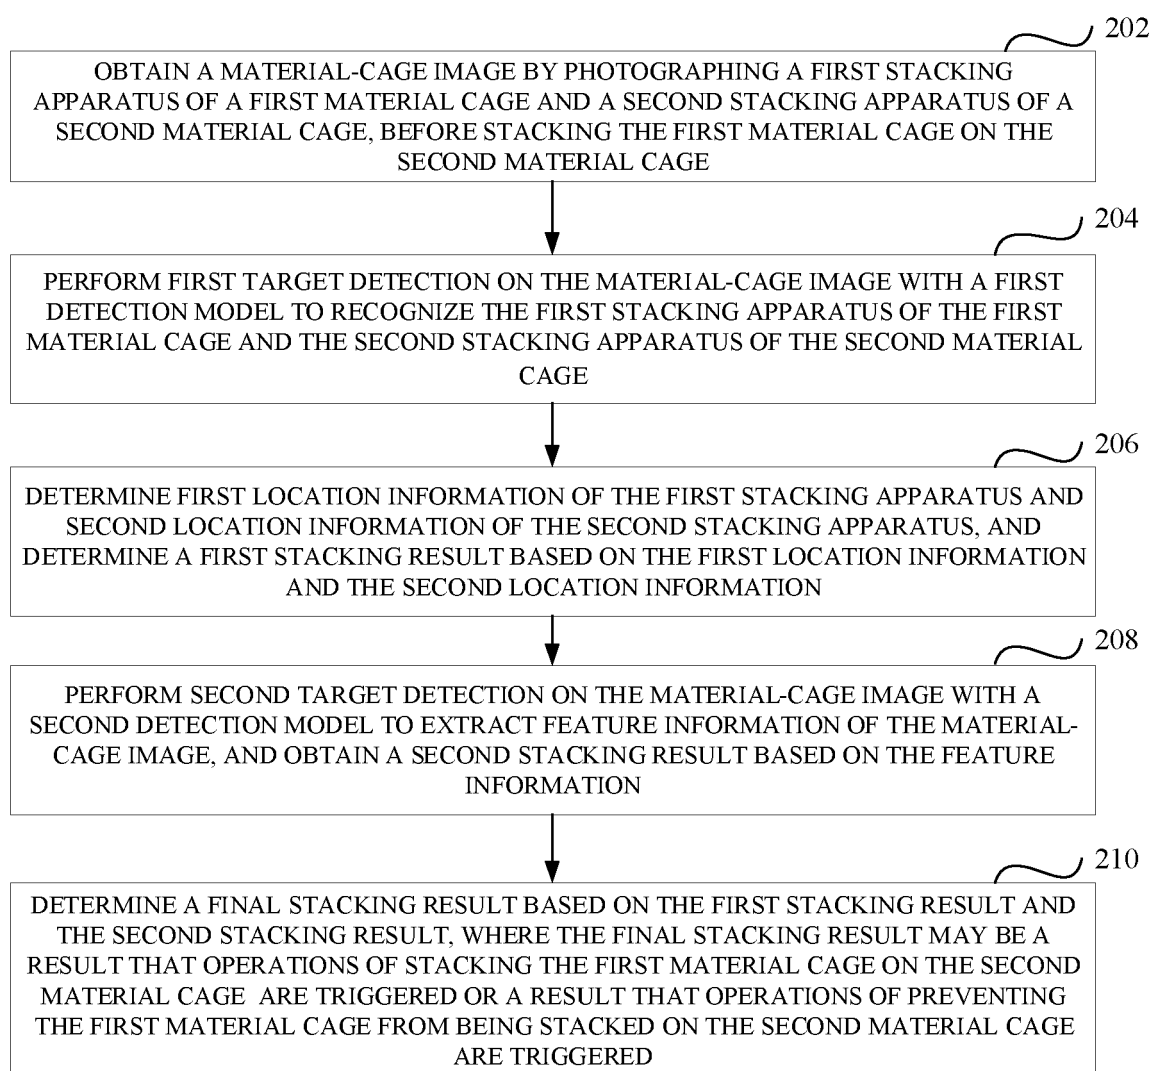 202
OBTAIN A MATERIAL-CAGE IMAGE BY PHOTOGRAPHING A FIRST STACKING
APPARATUS OF A FIRST MATERIAL CAGE AND A SECOND STACKING APPARATUS OF A
SECOND MATERIAL CAGE, BEFORE STACKING THE FIRST MATERIAL CAGE ON THE
SECOND MATERIAL CAGE
204
PERFORM FIRST TARGET DETECTION ON THE MATERIAL-CAGE IMAGE WITH A FIRST
DETECTION MODEL TO RECOGNIZE THE FIRST STACKING APPARATUS OF THE FIRST
MATERIAL CAGE AND THE SECOND STACKING APPARATUS OF THE SECOND MATERIAL
CAGE
206
DETERMINE FIRST LOCATION INFORMATION OF THE FIRST STACKING APPARATUS AND
SECOND LOCATION INFORMATION OF THE SECOND STACKING APPARATUS, AND
DETERMINE A FIRST STACKING RESULT BASED ON THE FIRST LOCATION INFORMATION
AND THE SECOND LOCATION INFORMATION
208
PERFORM SECOND TARGET DETECTION ON THE MATERIAL-CAGE IMAGE WITH A
SECOND DETECTION MODEL TO EXTRACT FEATURE INFORMATION OF THE MATERIAL-
CAGE IMAGE, AND OBTAIN A SECOND STACKING RESULT BASED ON THE FEATURE
INFORMATION
210
DETERMINE A FINAL STACKING RESULT BASED ON THE FIRST STACKING RESULT AND
THE SECOND STACKING RESULT, WHERE THE FINAL STACKING RESULT MAY BE A
RESULT THAT OPERATIONS OF STACKING THE FIRST MATERIAL CAGE ON THE SECOND
MATERIAL CAGE ARE TRIGGERED OR A RESULT THAT OPERATIONS OF PREVENTING
THE FIRST MATERIAL CAGE FROM BEING STACKED ON THE SECOND MATERIAL CAGE
ARE TRIGGERED